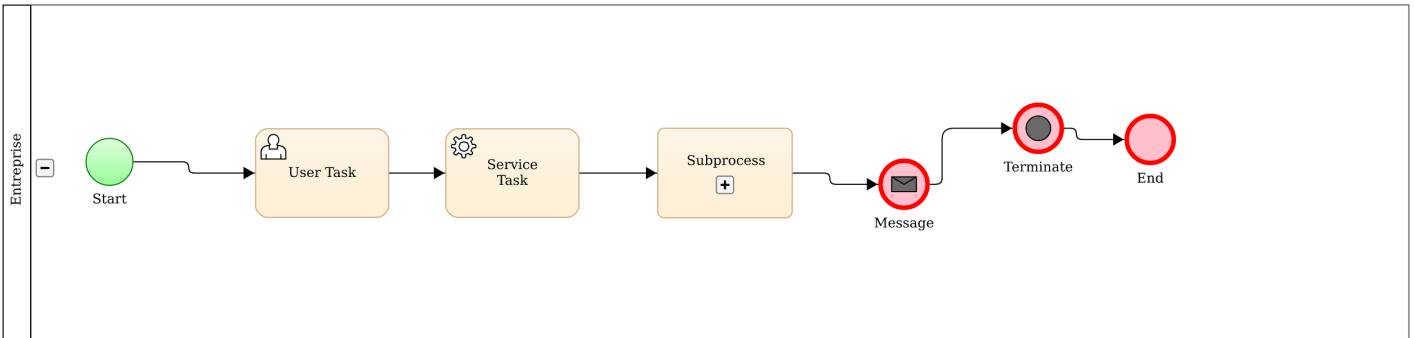 Entreprise
Start
User Task
Service
Task
Subprocess
Message
Terminate
End